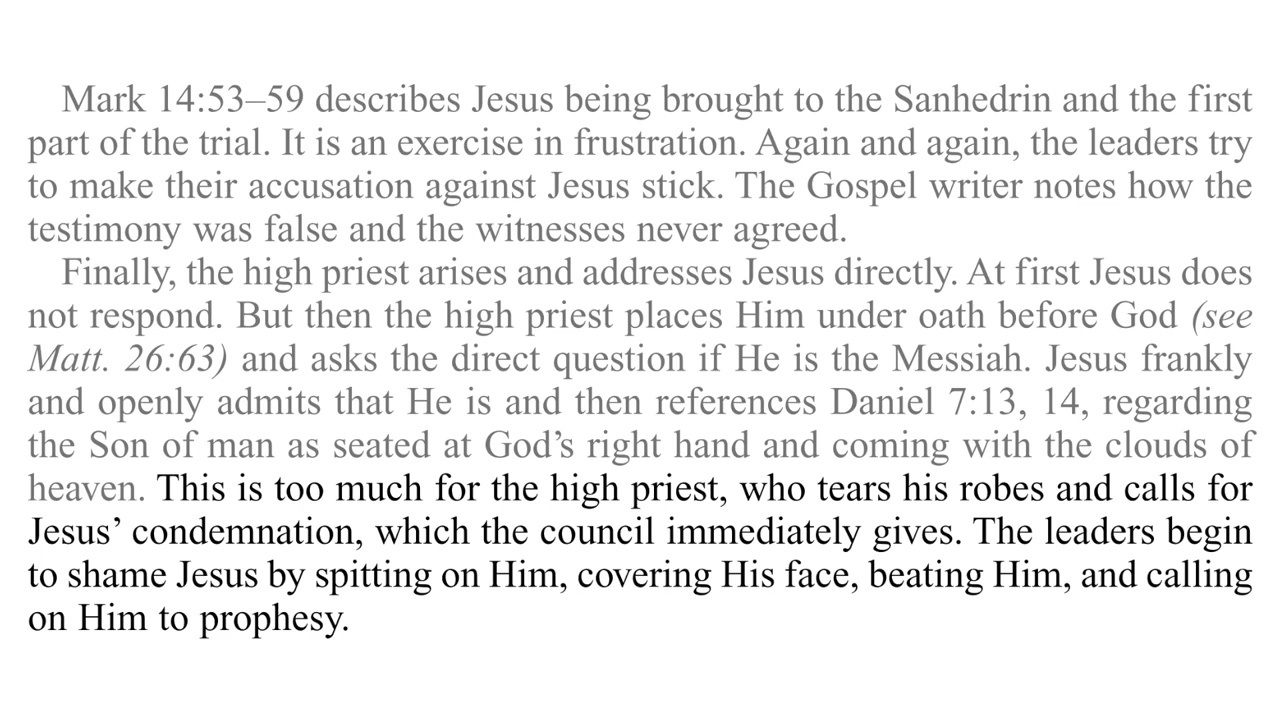 Mark 14:53–59 describes Jesus being brought to the Sanhedrin and the first
part of the trial. It is an exercise in frustration. Again and again, the leaders try
to make their accusation against Jesus stick. The Gospel writer notes how the
testimony was false and the witnesses never agreed.
Finally, the high priest arises and addresses Jesus directly. At first Jesus does
not respond. But then the high priest places Him under oath before God (see
Matt. 26:63) and asks the direct question if He is the Messiah. Jesus frankly
and openly admits that He is and then references Daniel 7:13, 14, regarding
the Son of man as seated at God’s right hand and coming with the clouds of
heaven. This is too much for the high priest, who tears his robes and calls for
Jesus’ condemnation, which the council immediately gives. The leaders begin
to shame Jesus by spitting on Him, covering His face, beating Him, and calling
on Him to prophesy.